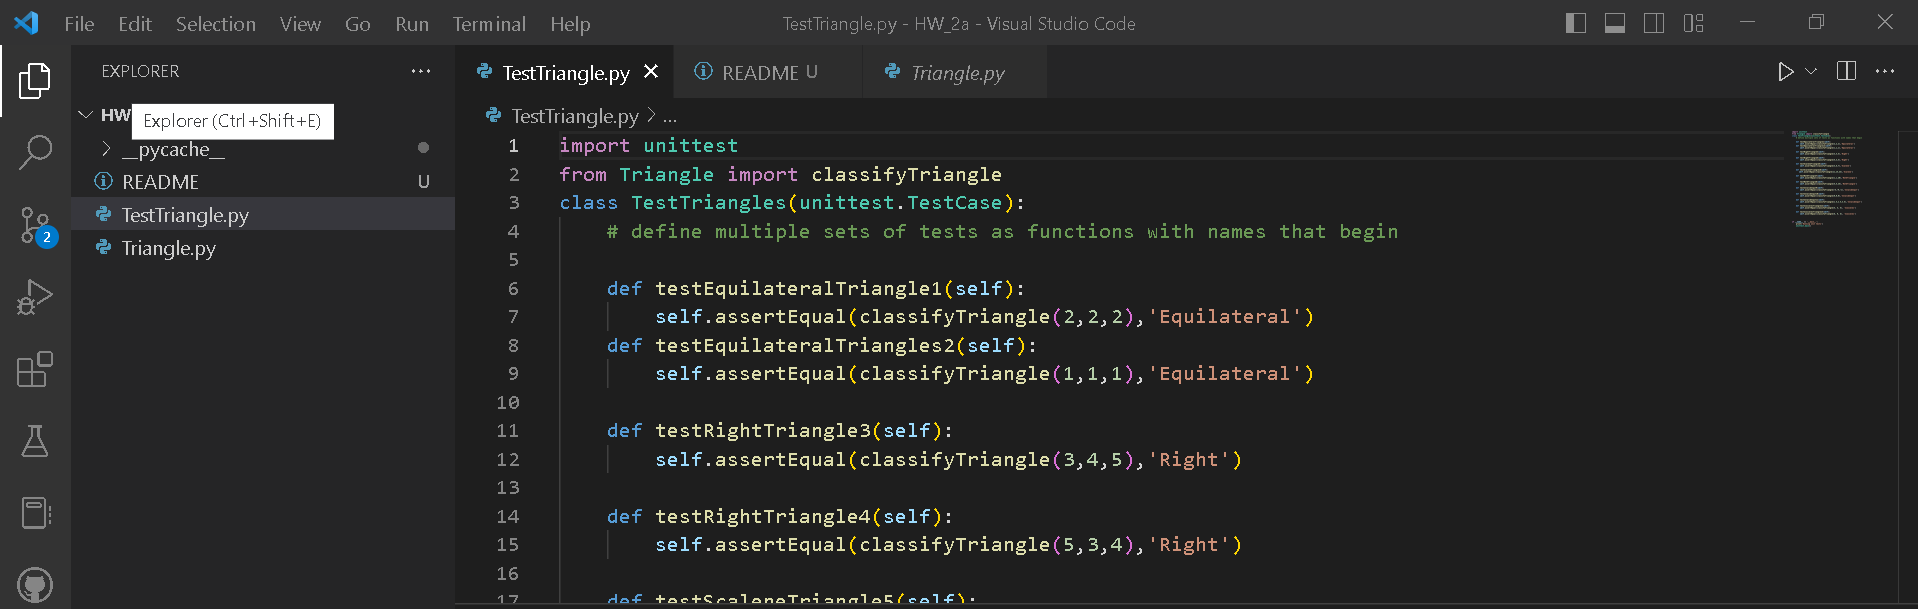 File Edit Selection View Go Run Terminal Help
TestTriangle.py - HW_2a - Visual Studio Code
EXPLORER
HW
Explorer (Ctrl+Shift+E)
__pycache__
README U
TestTriangle.py
Triangle.py
2
TestTriangle.py
README U
Triangle.py
TestTriangle.py > ...
1 import unittest
2 from Triangle import classifyTriangle
3 class TestTriangles(unittest.TestCase):
4 # define multiple sets of tests as functions with names that begin
5
6 def testEquilateralTriangle1(self):
7 self.assertEqual(classifyTriangle(2,2,2),'Equilateral')
8 def testEquilateralTriangles2(self):
9 self.assertEqual(classifyTriangle(1,1,1),'Equilateral')
10
11 def testRightTriangle3(self):
12 self.assertEqual(classifyTriangle(3,4,5),'Right')
13
14 def testRightTriangle4(self):
15 self.assertEqual(classifyTriangle(5,3,4),'Right')
16
17 def testScaleneTriangle5(self):